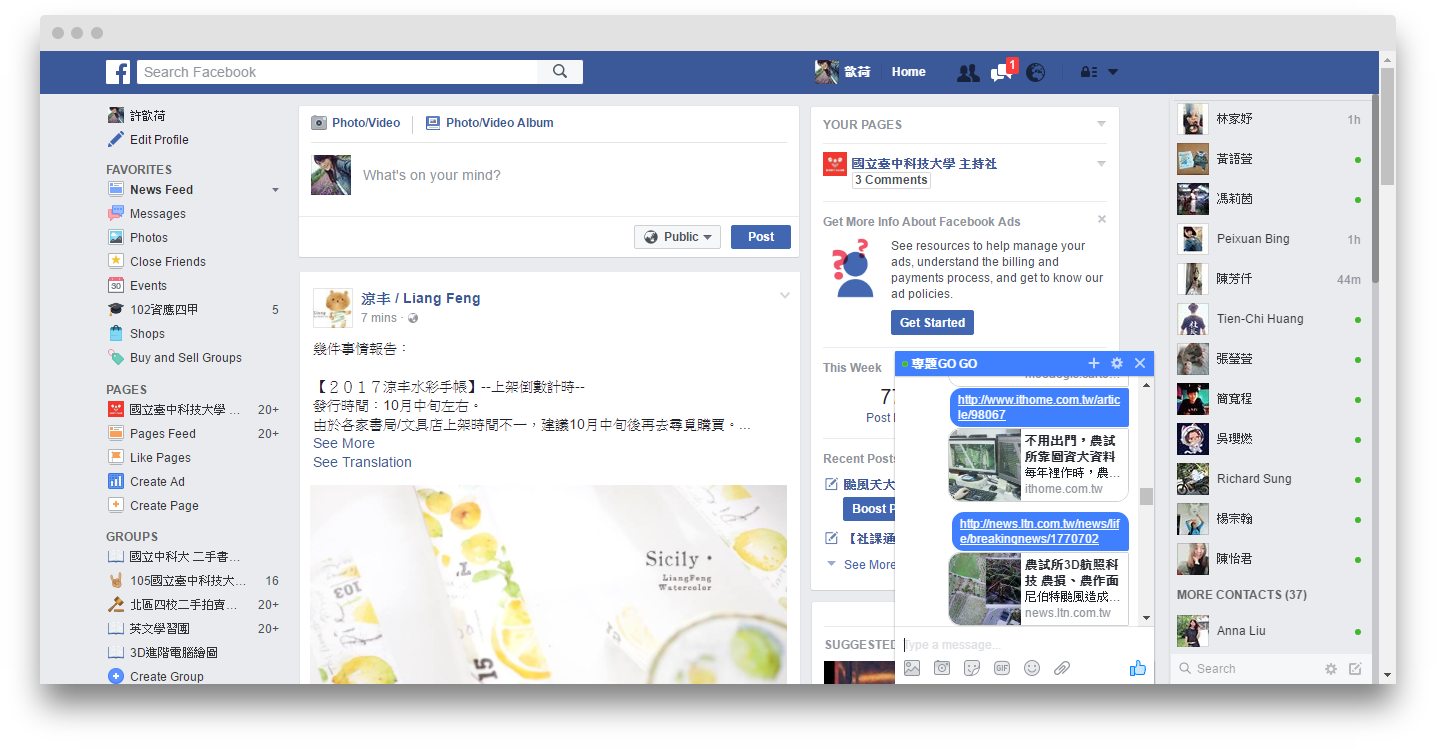 Search Facebook
歆荷
Home
1
許歆荷
Edit Profile
FAVORITES
News Feed
Messages
Photos
Close Friends
30
Events
102資應四甲
5
Shops
Buy and Sell Groups
PAGES
國立臺中科技大學 ...
20+
Pages Feed
20+
Like Pages
Create Ad
Create Page
GROUPS
國立中科大 二手書...
105國立臺中科技大...
16
北區四校二手拍賣...
20+
英文學習園
20+
3D進階電腦繪圖
Create Group
Photo/Video
Photo/Video Album
What's on your mind?
Public
Post
涼丰 / Liang Feng
7 mins ·
幾件事情報告：
【２０１７涼丰水彩手帳】--上架倒數計時--
發行時間：10月中旬左右。
由於各家書局/文具店上架時間不一，建議10月中旬後再去尋覓購買。...
See More
See Translation
Sicily •
LiangFeng
Watercolor
15
YOUR PAGES
國立臺中科技大學 主持社
3 Comments
Get More Info About Facebook Ads
See resources to help manage your
ads, understand the billing and
payments process, and get to know our
ad policies.
Get Started
This Week
Recent Posts
颱風天大
【社課通
See More
SUGGESTED
專題GO GO
http://www.ithome.com.tw/artic
le/98067
不用出門，農試
所靠圖資大資料
每年裡作時，農...
ithome.com.tw
http://news.ltn.com.tw/news/lif
e/breakingnews/1770702
農試所3D航照科
技 農損、農作面
尼伯特颱風造成...
news.ltn.com.tw
Type a message...
GIF
林家妤
1h
黃語萱
馮莉茵
Peixuan Bing
1h
陳芳仟
44m
Tien-Chi Huang
張瑩萱
簡寬程
吳瓔燃
Richard Sung
楊宗翰
陳怡君
MORE CONTACTS (37)
Anna Liu
Search